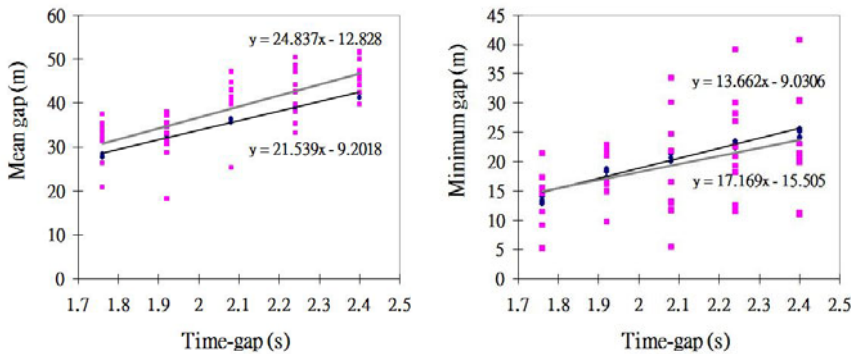 60
50
40
30
20
10
0
1.7 1.8 1.9 2 2.1 2.2 2.3 2.4 2.5
Mean gap (m)
Time-gap (s)
y = 24.837x - 12.828
y = 21.539x - 9.2018
45
40
35
30
25
20
15
10
5
0
1.7 1.8 1.9 2 2.1 2.2 2.3 2.4 2.5
Minimum gap (m)
Time-gap (s)
y = 13.662x - 9.0306
y = 17.169x - 15.505